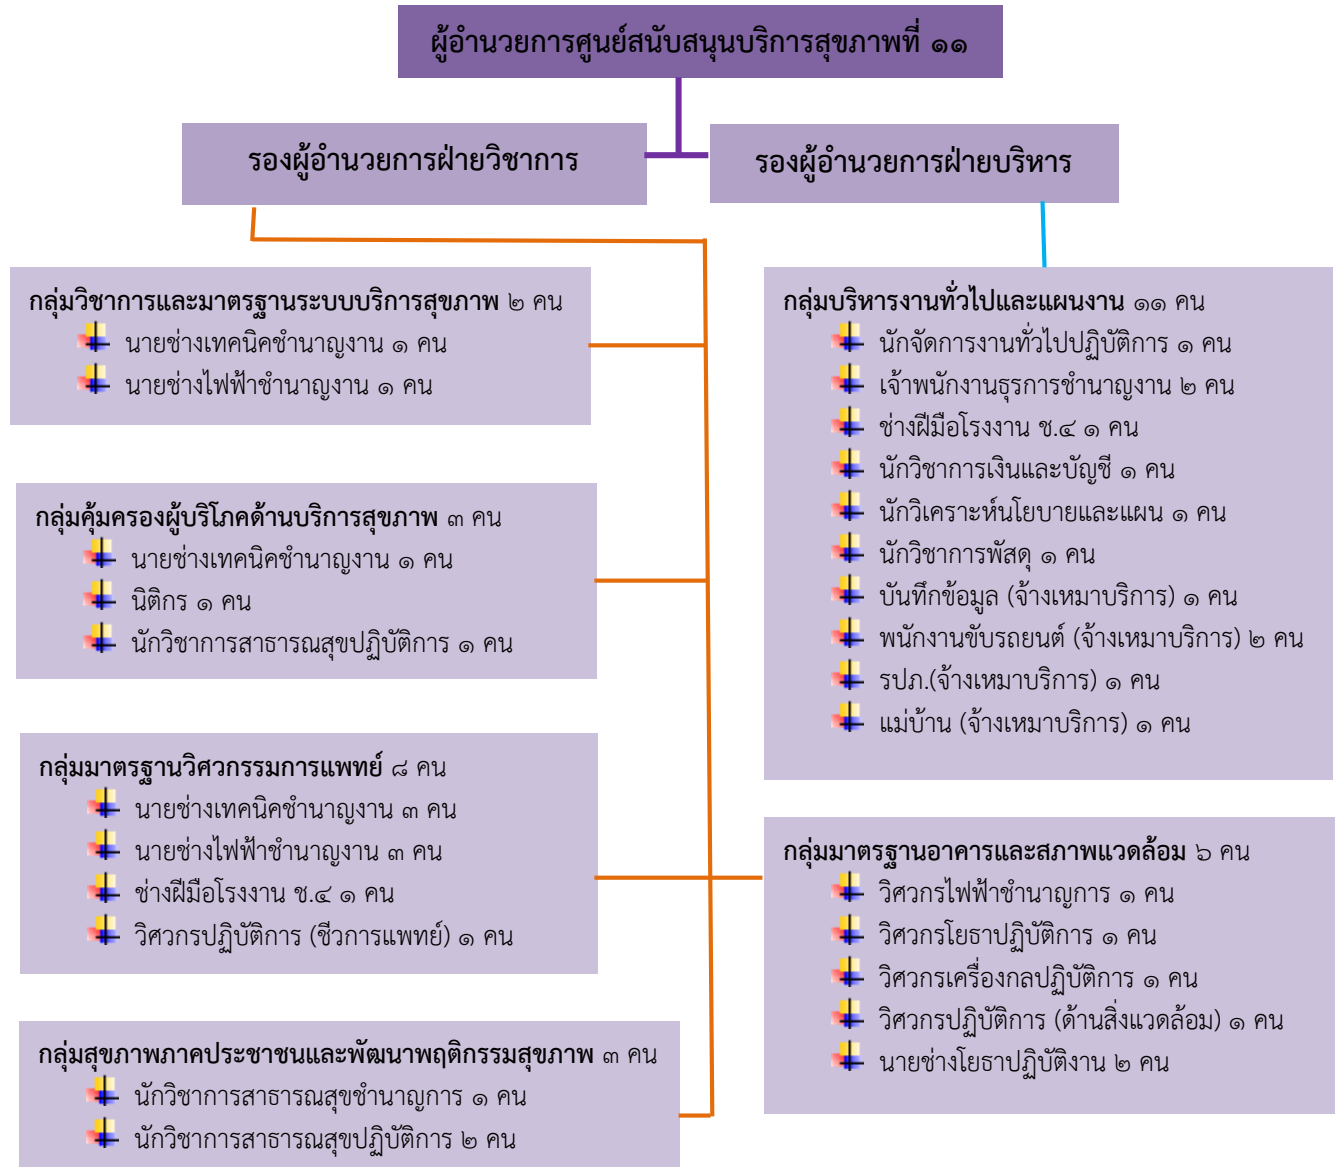 ผู้อำนวยการศูนย์สนับสนุนบริการสุขภาพที่ ๑๑
รองผู้อำนวยการฝ่ายวิชาการ
รองผู้อำนวยการฝ่ายบริหาร
กลุ่มวิชาการและมาตรฐานระบบบริการสุขภาพ ๒ คน
นายช่างเทคนิคชำนาญงาน ๑ คน
นายช่างไฟฟ้าชำนาญงาน ๑ คน
กลุ่มคุ้มครองผู้บริโภคด้านบริการสุขภาพ ๓ คน
นายช่างเทคนิคชำนาญงาน ๑ คน
นิติกร ๑ คน
นักวิชาการสาธารณสุขปฏิบัติการ ๑ คน
กลุ่มมาตรฐานวิศวกรรมการแพทย์ ๘ คน
นายช่างเทคนิคชำนาญงาน ๓ คน
นายช่างไฟฟ้าชำนาญงาน ๓ คน
ช่างฝีมือโรงงาน ช.๔ ๑ คน
วิศวกรปฏิบัติการ (ชีวการแพทย์) ๑ คน
กลุ่มสุขภาพภาคประชาชนและพัฒนาพฤติกรรมสุขภาพ ๓ คน
นักวิชาการสาธารณสุขชำนาญการ ๑ คน
นักวิชาการสาธารณสุขปฏิบัติการ ๒ คน
กลุ่มบริหารงานทั่วไปและแผนงาน ๑๑ คน
นักจัดการงานทั่วไปปฏิบัติการ ๑ คน
เจ้าพนักงานธุรการชำนาญงาน ๒ คน
ช่างฝีมือโรงงาน ช.๔ ๑ คน
นักวิชาการเงินและบัญชี ๑ คน
นักวิเคราะห์นโยบายและแผน ๑ คน
นักวิชาการพัสดุ ๑ คน
บันทึกข้อมูล (จ้างเหมาบริการ) ๑ คน
พนักงานขับรถยนต์ (จ้างเหมาบริการ) ๒ คน
รปภ.(จ้างเหมาบริการ) ๑ คน
แม่บ้าน (จ้างเหมาบริการ) ๑ คน
กลุ่มมาตรฐานอาคารและสภาพแวดล้อม ๖ คน
วิศวกรไฟฟ้าชำนาญการ ๑ คน
วิศวกรโยธาปฏิบัติการ ๑ คน
วิศวกรเครื่องกลปฏิบัติการ ๑ คน
วิศวกรปฏิบัติการ (ด้านสิ่งแวดล้อม) ๑ คน
นายช่างโยธาปฏิบัติงาน ๒ คน